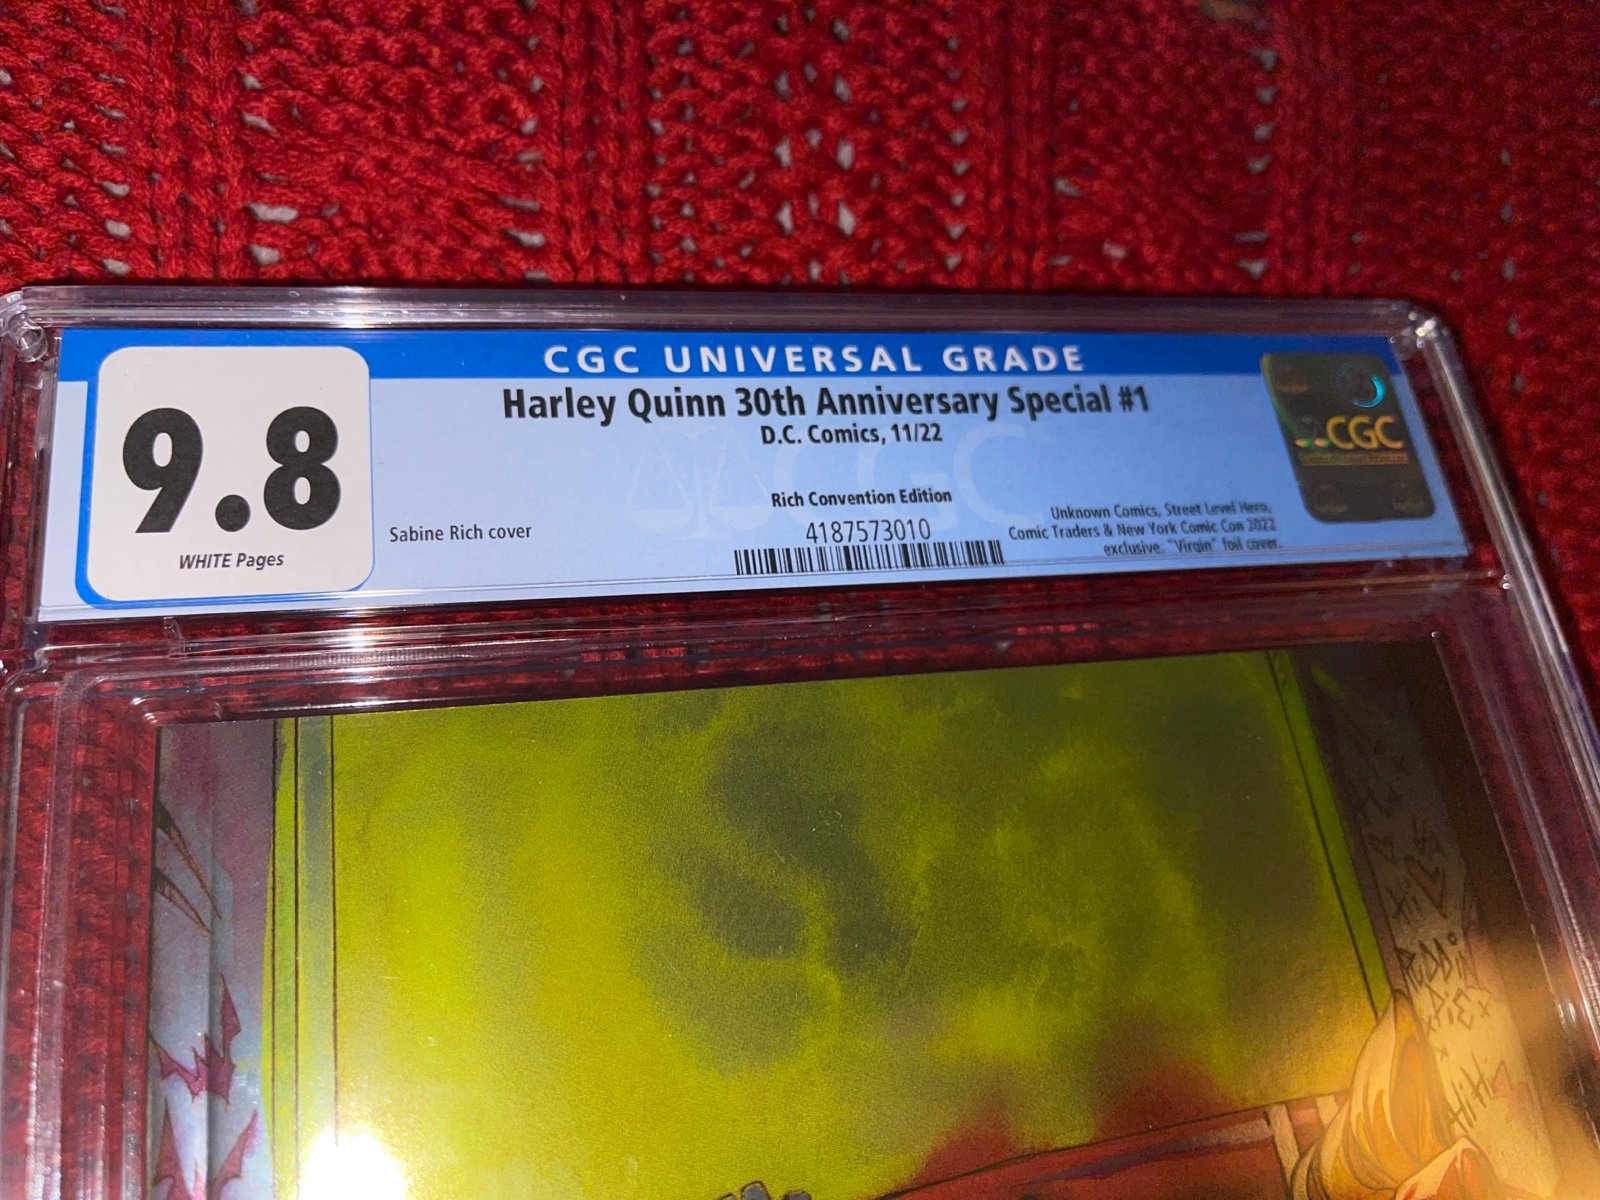 CGC UNIVERSAL GRADE
Harley Quinn 30th Anniversary Special #1
D.C. Comics, 11/22
9.8
WHITE Pages
Sabine Rich cover
Rich Convention Edition
4187573010
Unknown Comics, Street Level Hero,
Comic Traders & New York Comic Con 2022
exclusive. "Virgin" foil cover.
CGC
CGC
PUDDIN